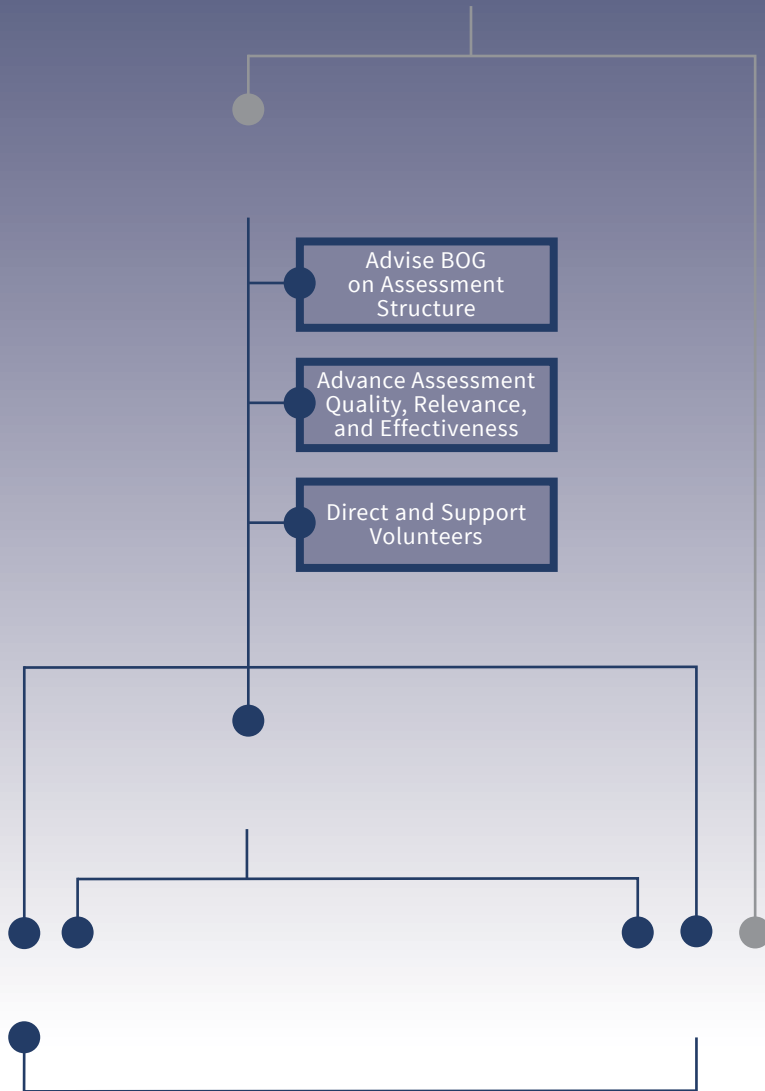 Advise BOG
on Assessment
Structure
Advance Assessment
Quality, Relevance,
and Effectiveness
Direct and Support
Volunteers